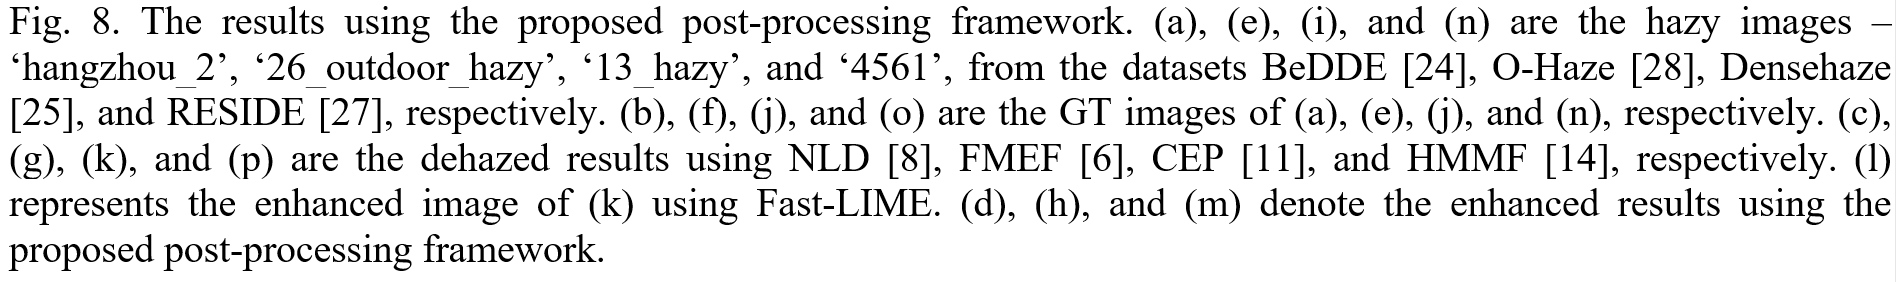 Fig. 8. The results using the proposed post-processing framework. (a), (e), (i), and (n) are the hazy images –
‘hangzhou_2’, ‘26_outdoor_hazy’, ‘13_hazy’, and ‘4561’, from the datasets BeDDE [24], O-Haze [28], Densehaze
[25], and RESIDE [27], respectively. (b), (f), (j), and (o) are the GT images of (a), (e), (j), and (n), respectively. (c),
(g), (k), and (p) are the dehazed results using NLD [8], FMEF [6], CEP [11], and HMMF [14], respectively. (l)
represents the enhanced image of (k) using Fast-LIME. (d), (h), and (m) denote the enhanced results using the
proposed post-processing framework.